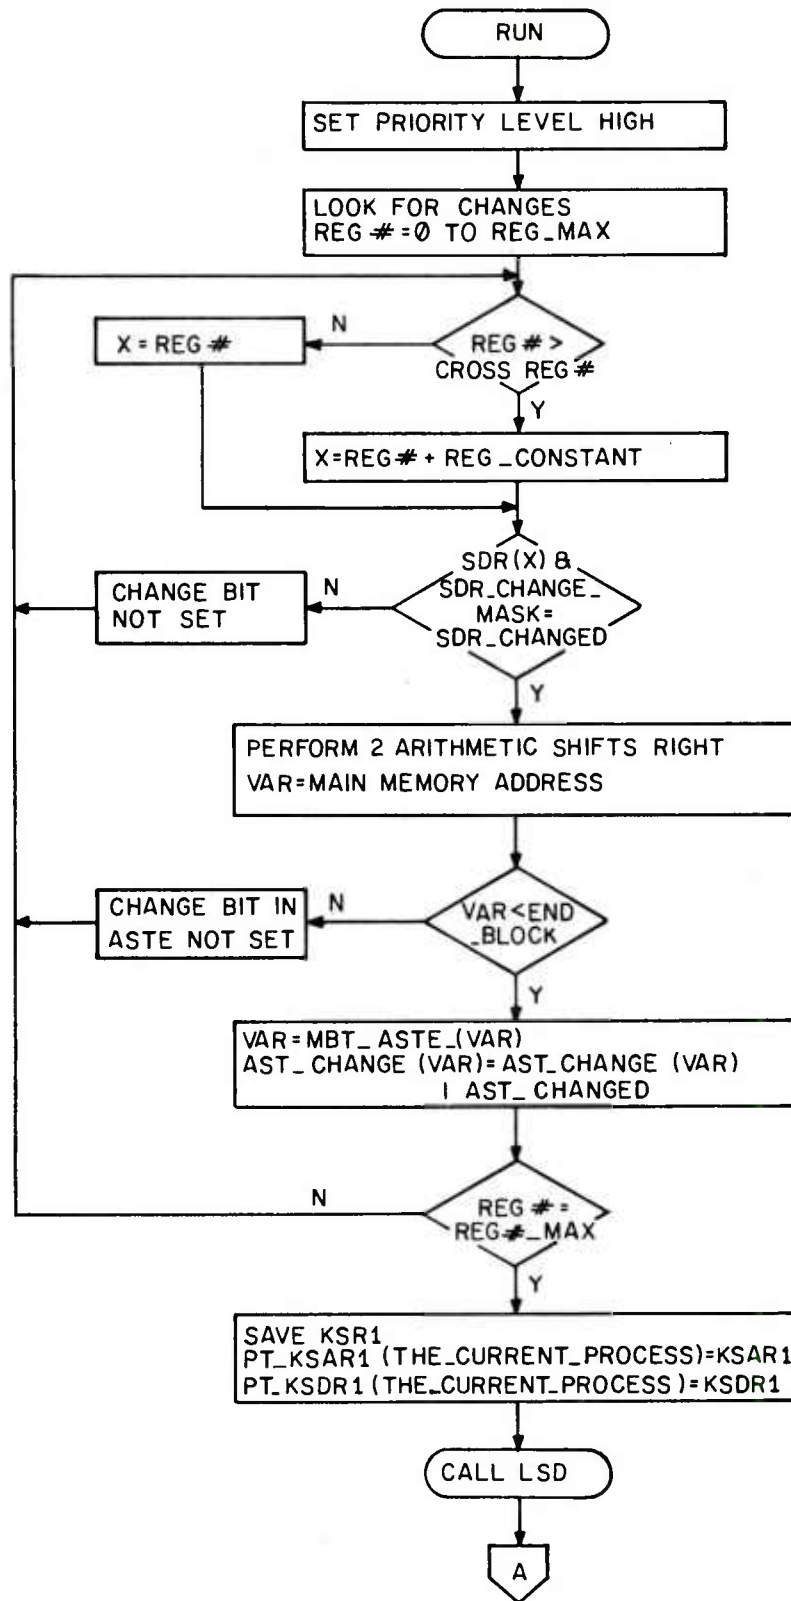 RUN
SET PRIORITY LEVEL HIGH
LOOK FOR CHANGES
REG#=0 TO REG_MAX
X=REG#
N
REG#>
CROSS REG#
Y
X=REG#+REG_CONSTANT
CHANGE BIT
NOT SET
N
SDR(X)&
SDR_CHANGE_
MASK=
SDR_CHANGED
Y
PERFORM 2 ARITHMETIC SHIFTS RIGHT
VAR=MAIN MEMORY ADDRESS
CHANGE BIT IN
ASTE NOT SET
N
VAR<END
_BLOCK
Y
VAR=MBT_ASTE_(VAR)
AST_CHANGE (VAR)=AST_CHANGE (VAR)
| AST_CHANGED
N
REG#=
REG#_MAX
Y
SAVE KSR1
PT_KSAR1 (THE_CURRENT_PROCESS)=KSAR1
PT_KSDR1 (THE_CURRENT_PROCESS)=KSDR1
CALL LSD
A